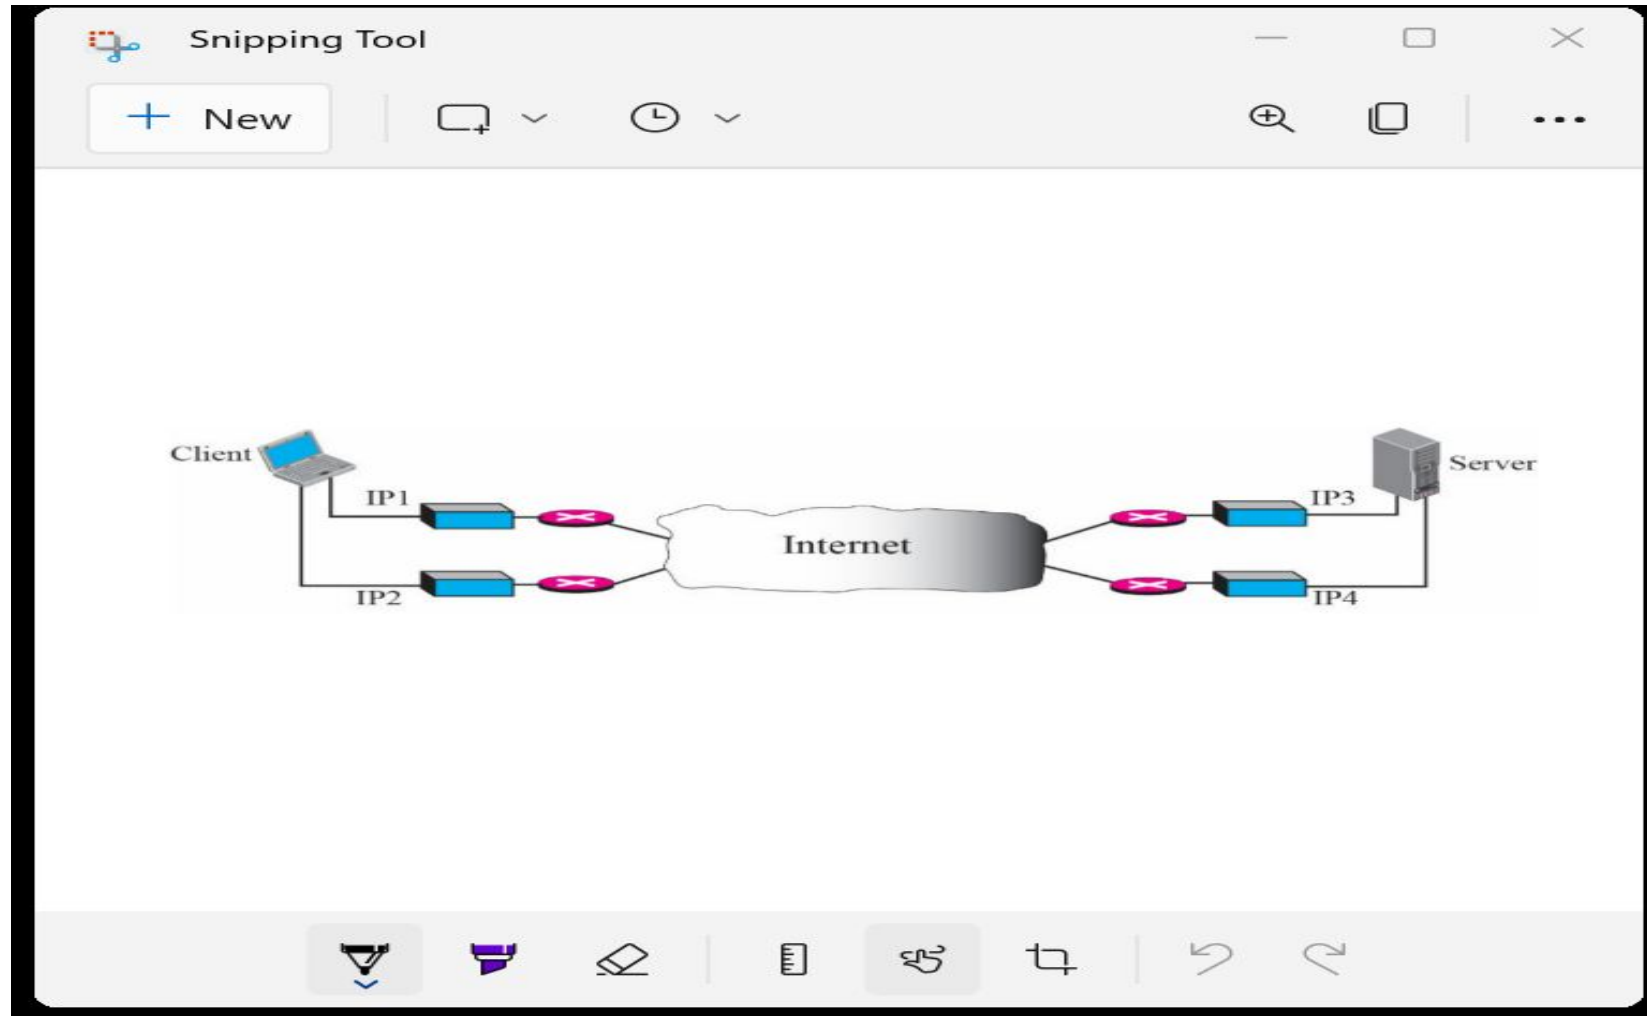 Snipping Tool
New
Client
Server
IP1
IP3
Internet
IP2
IP4